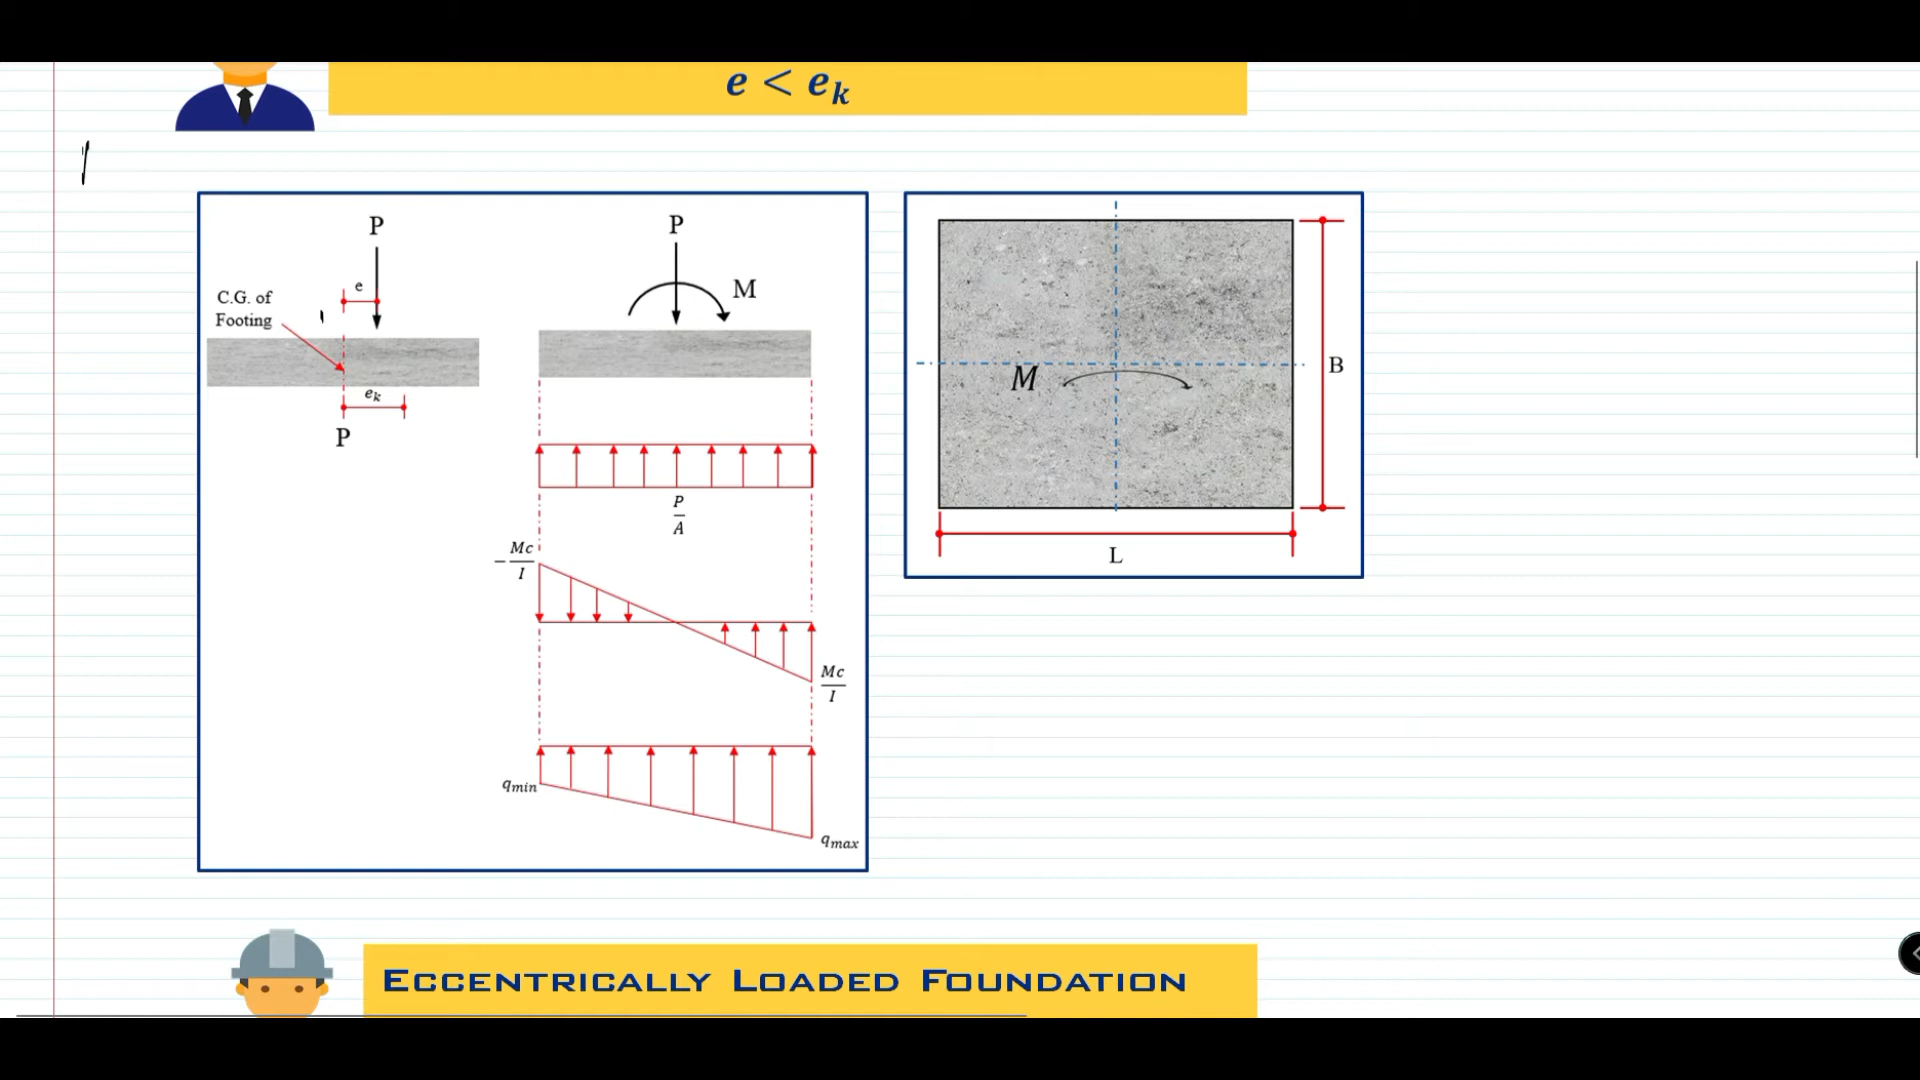 e < e_k
P
e
C.G. of
Footing
e_k
P
P
M
P
A
−Mc
I
Mc
I
q_min
q_max
M
B
L
ECCENTRICALLY LOADED FOUNDATION